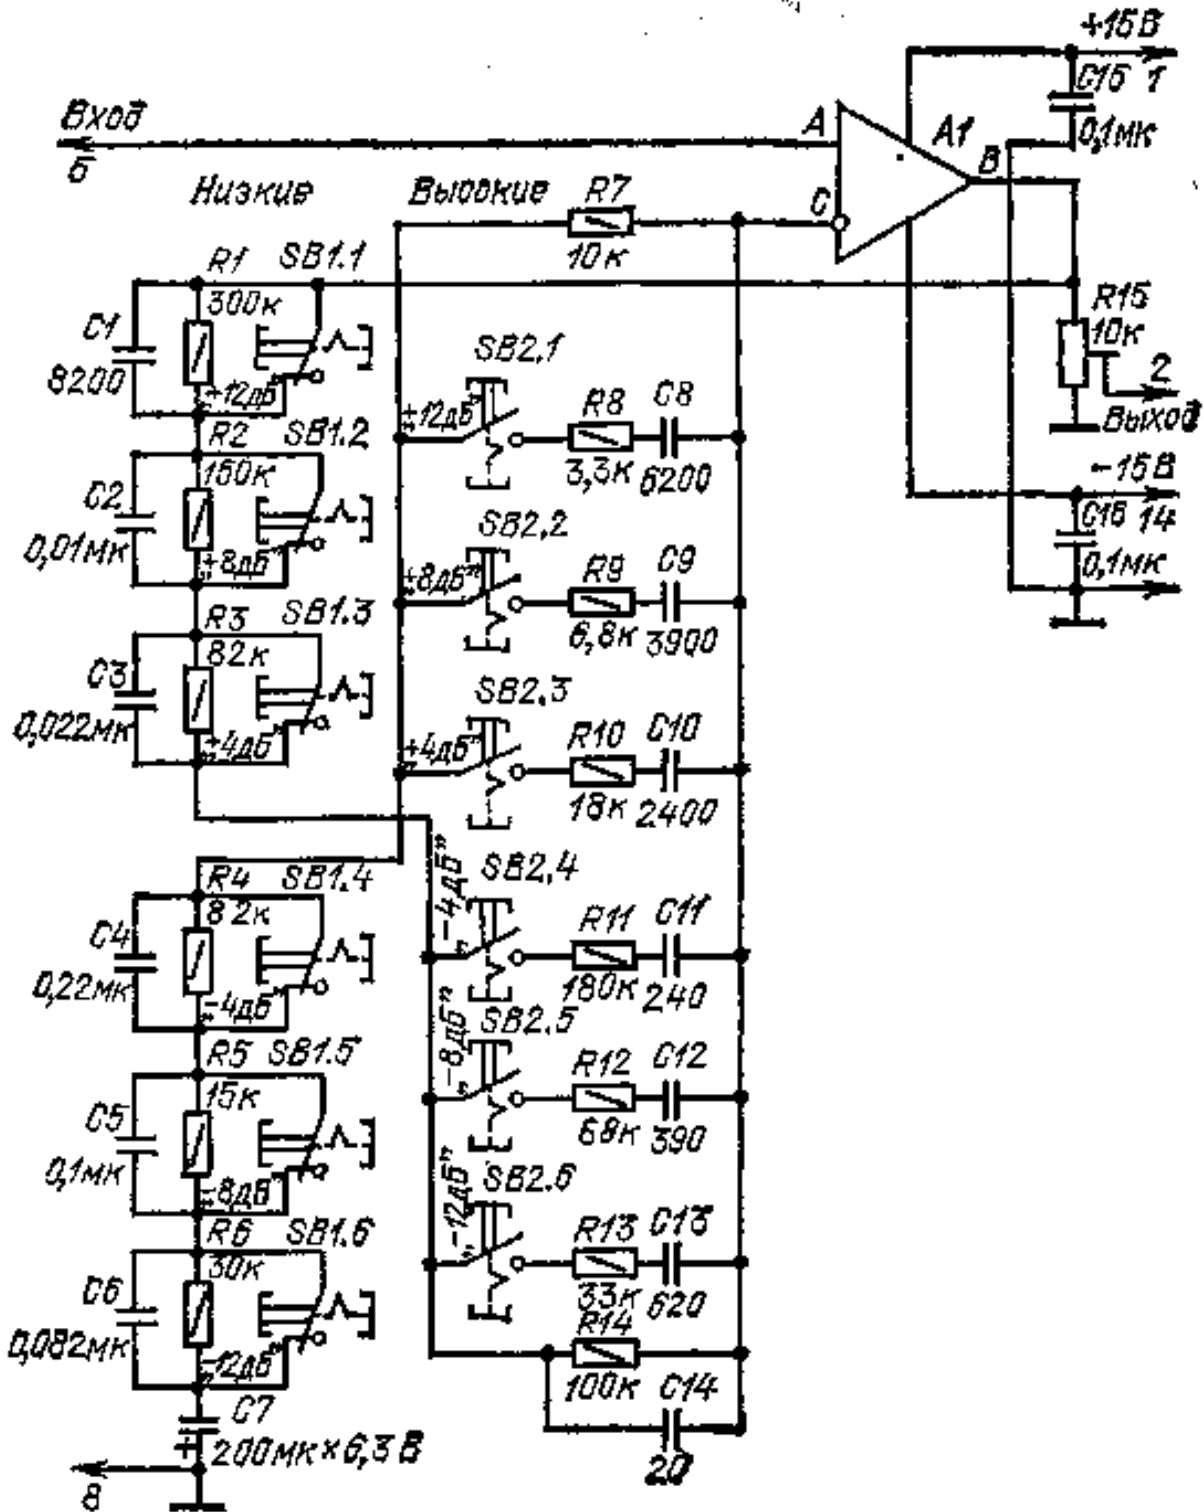 +15В
C15 1
0,1мк
Вход
Б
A
A1
B
C
Низкие
Высокие
R7
10к
R1
SB1.1
300к
C1
8200
„+12дБ
R15
10к
2
Выход
SB2.1
„+12дБ"
R8
C8
3,3к
6200
R2
SB1.2
150к
C2
0,01мк
„+8дБ
-15В
C16 14
0,1мк
SB2.2
„+8дБ"
R9
C9
6,8к
3900
R3
SB1.3
82к
C3
0,022мк
„+4дБ
SB2.3
„+4дБ"
R10
C10
18к
2400
R4
SB1.4
82к
C4
0,22мк
„-4дБ
„-4дБ"
SB2.4
R11
C11
180к
240
R5
SB1.5
15к
C5
0,1мк
„-8дБ
„-8дБ"
SB2.5
R12
C12
68к
390
R6
SB1.6
30к
C6
0,082мк
„-12дБ
„-12дБ"
SB2.6
R13
C13
33к
620
R14
100к
C14
20
C7
+
200мк×6,3В
8